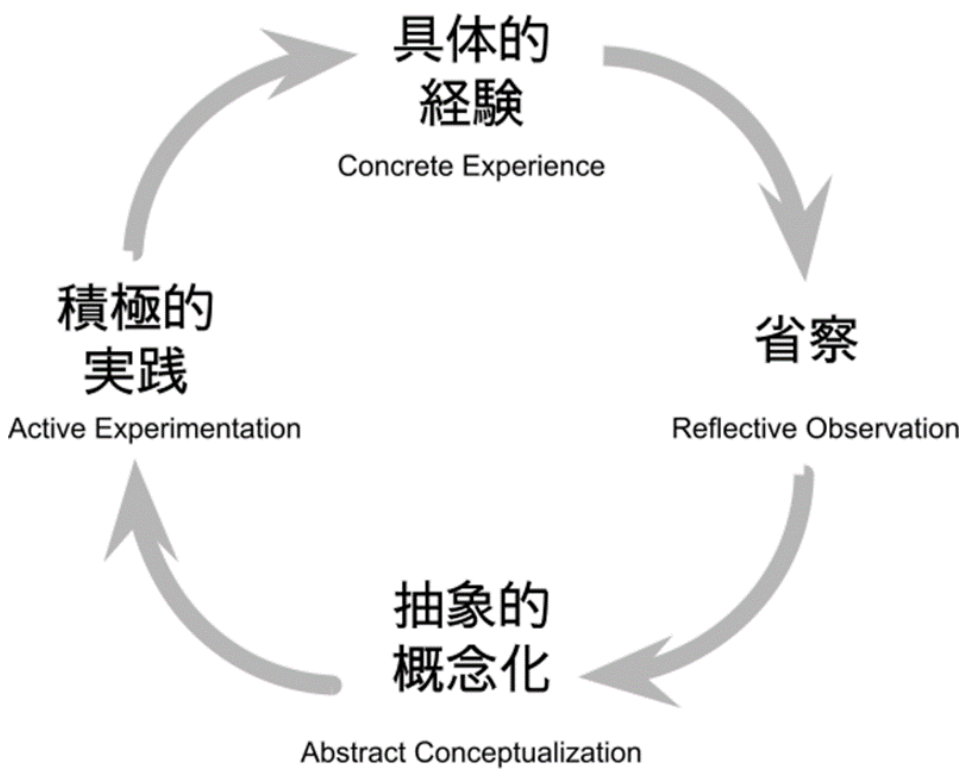 具体的
経験
Concrete Experience
省察
Reflective Observation
抽象的
概念化
Abstract Conceptualization
積極的
実践
Active Experimentation